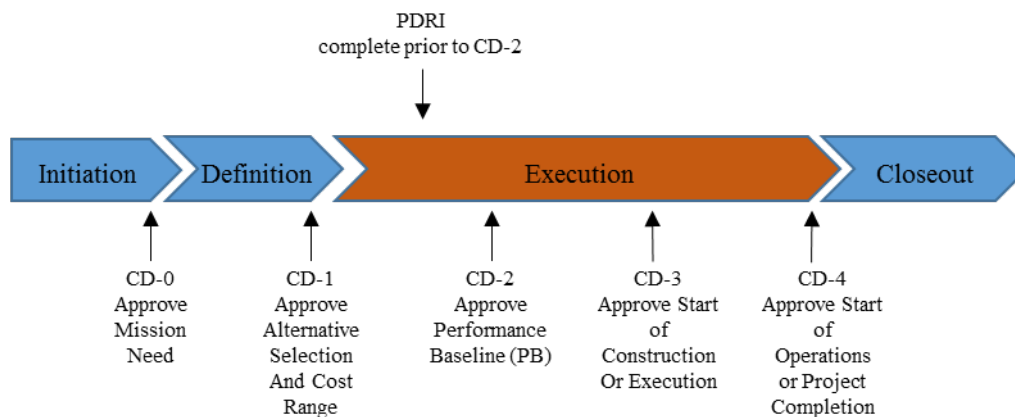 PDRI
complete prior to CD-2
Initiation
Definition
Execution
Closeout
CD-0
Approve
Mission
Need
CD-1
Approve
Alternative
Selection
And Cost
Range
CD-2
Approve
Performance
Baseline (PB)
CD-3
Approve Start
of
Construction
Or Execution
CD-4
Approve Start
of
Operations
or Project
Completion